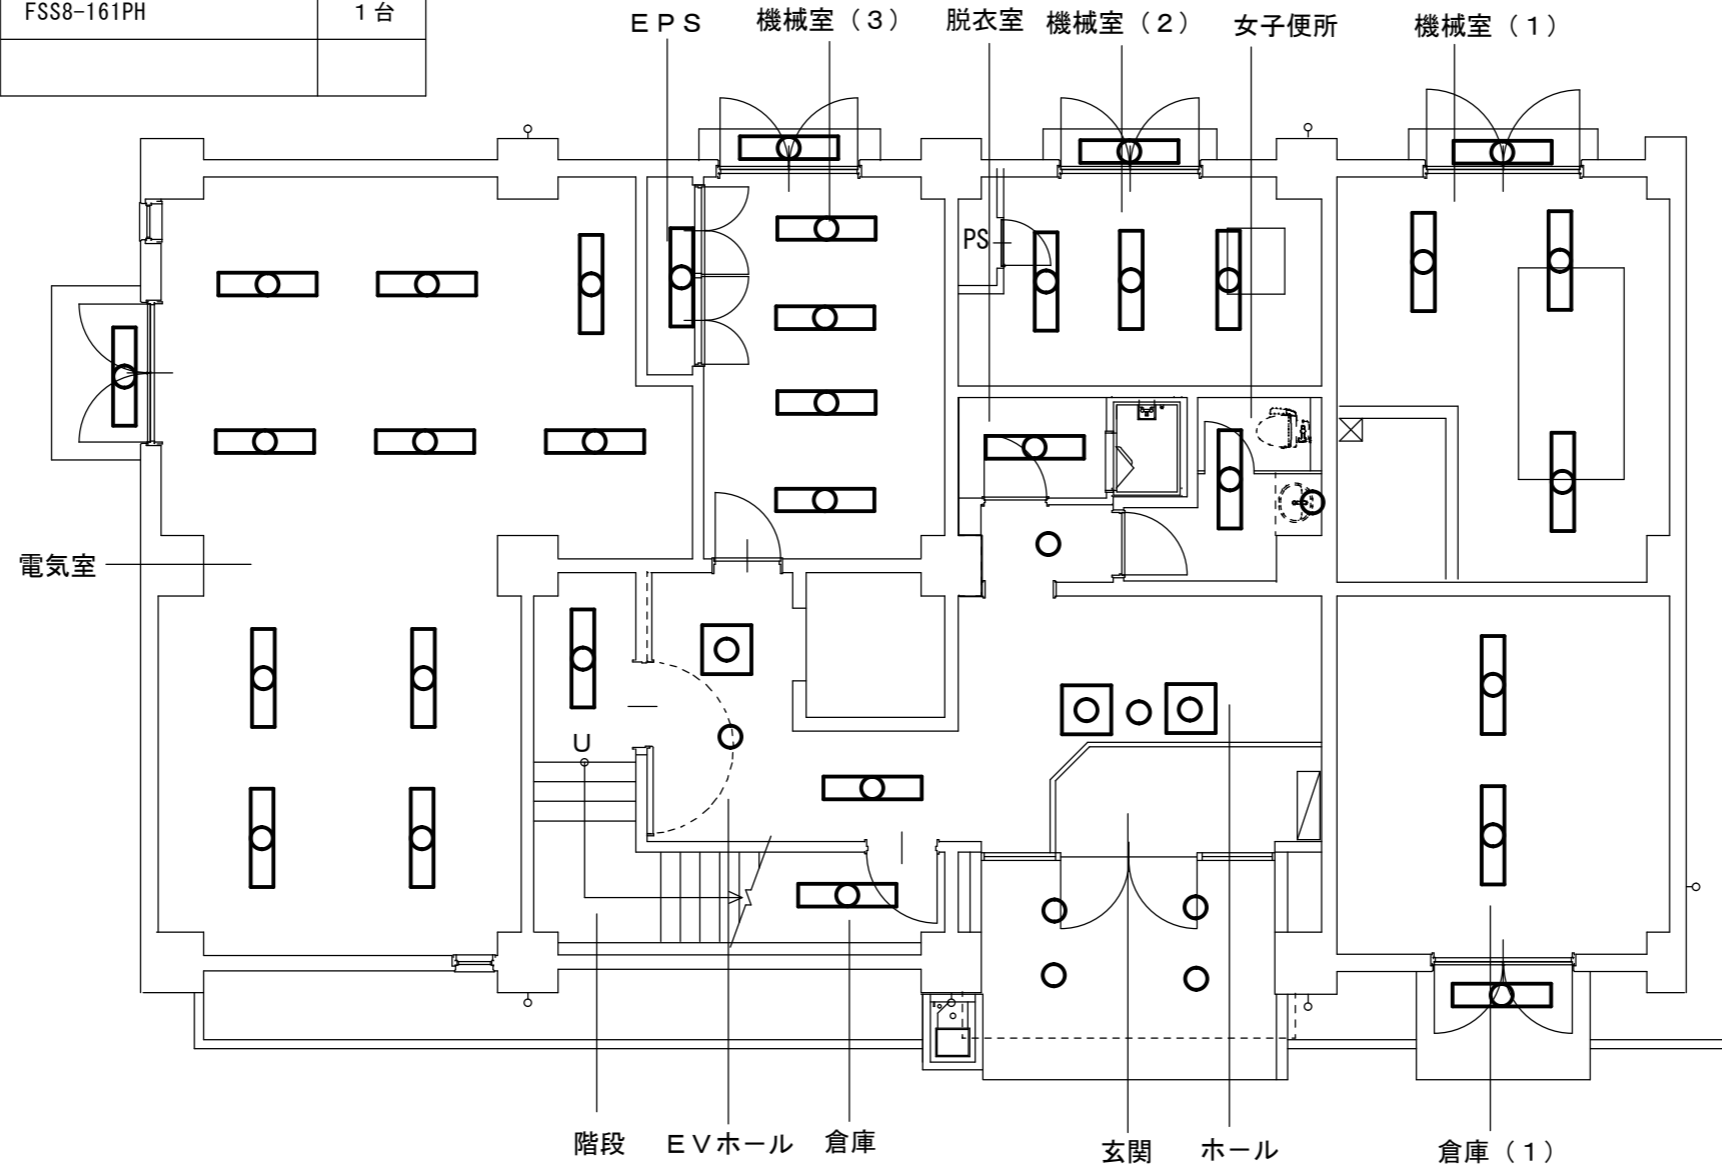 FSS8-161PH
1台
ＥＰＳ
機械室（３）
脱衣室
機械室（２）
女子便所
機械室（１）
PS
電気室
U
階段
ＥＶホール
倉庫
玄関
ホール
倉庫（１）